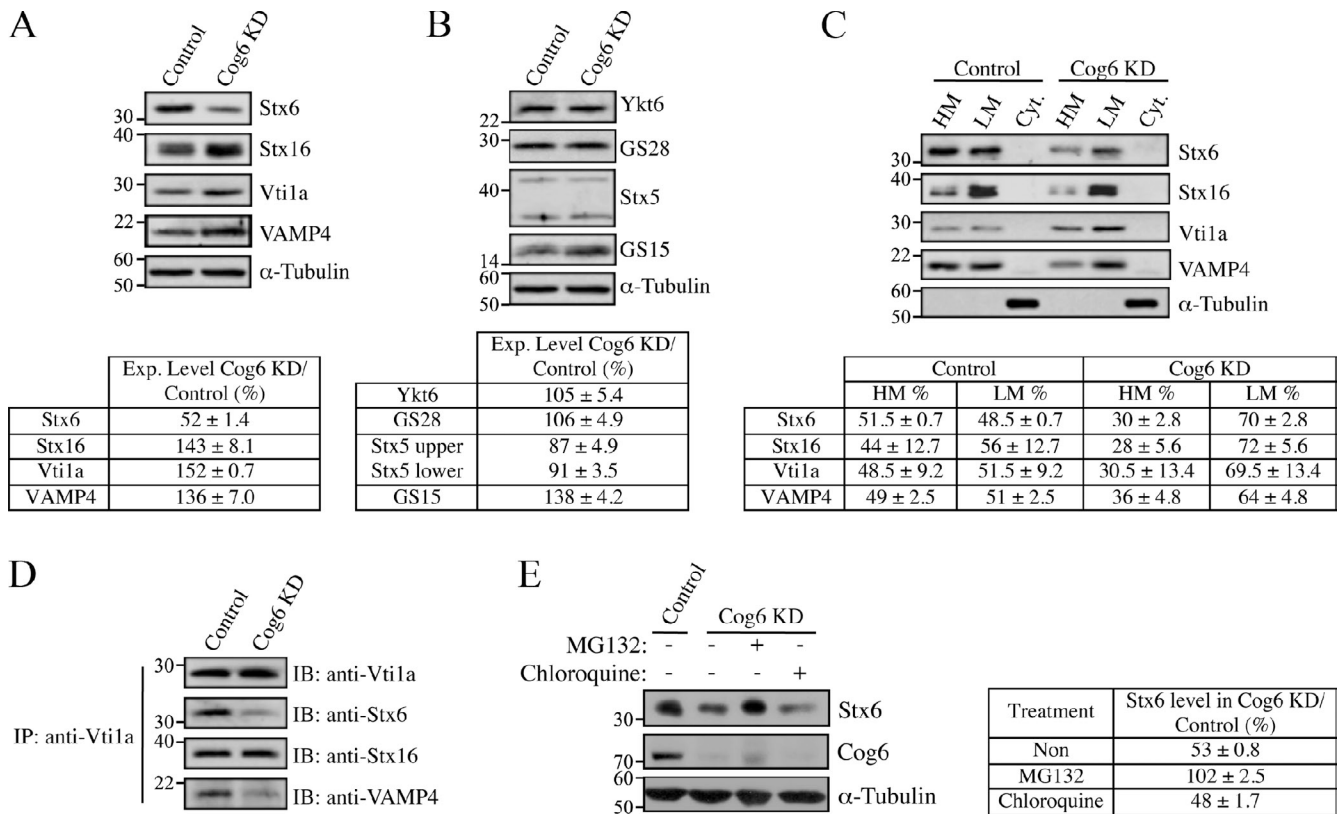 A
Control
Cog6 KD
30
Stx6
40
Stx16
30
Vti1a
22
VAMP4
60
50
α-Tubulin
Exp. Level Cog6 KD/
Control (%)
Stx6 52 ± 1.4
Stx16 143 ± 8.1
Vti1a 152 ± 0.7
VAMP4 136 ± 7.0
B
Control
Cog6 KD
22
Ykt6
30
GS28
40
Stx5
14
GS15
60
50
α-Tubulin
Exp. Level Cog6 KD/
Control (%)
Ykt6 105 ± 5.4
GS28 106 ± 4.9
Stx5 upper 87 ± 4.9
Stx5 lower 91 ± 3.5
GS15 138 ± 4.2
C
Control Cog6 KD
HM LM Cyt. HM LM Cyt.
30
Stx6
40
Stx16
30
Vti1a
22
VAMP4
60
50
α-Tubulin
Control Cog6 KD
HM % LM % HM % LM %
Stx6 51.5 ± 0.7 48.5 ± 0.7 30 ± 2.8 70 ± 2.8
Stx16 44 ± 12.7 56 ± 12.7 28 ± 5.6 72 ± 5.6
Vti1a 48.5 ± 9.2 51.5 ± 9.2 30.5 ± 13.4 69.5 ± 13.4
VAMP4 49 ± 2.5 51 ± 2.5 36 ± 4.8 64 ± 4.8
D
Control
Cog6 KD
IP: anti-Vti1a
30
IB: anti-Vti1a
30
IB: anti-Stx6
40
IB: anti-Stx16
22
IB: anti-VAMP4
E
Control
Cog6 KD
MG132: - - + -
Chloroquine: - - - +
30
Stx6
70
Cog6
60
50
α-Tubulin
Treatment
Stx6 level in Cog6 KD/
Control (%)
Non 53 ± 0.8
MG132 102 ± 2.5
Chloroquine 48 ± 1.7